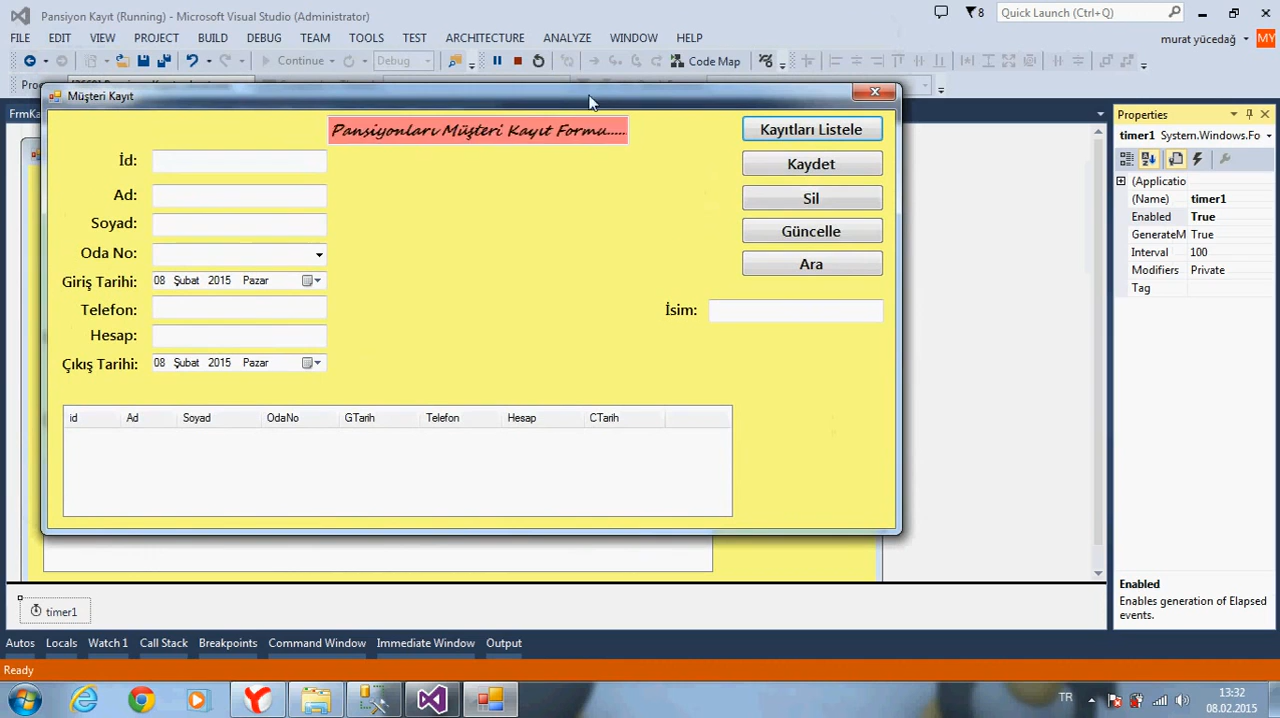 Pansiyon Kayıt (Running) - Microsoft Visual Studio (Administrator)
8
Quick Launch (Ctrl+Q)
FILE EDIT VIEW PROJECT BUILD DEBUG TEAM TOOLS TEST ARCHITECTURE ANALYZE WINDOW HELP
murat yücedağ MY
Continue Debug Code Map
Müşteri Kayıt
Properties
timer1 System.Windows.Fo
(Applicatio
(Name) timer1
Enabled True
GenerateM True
Interval 100
Modifiers Private
Tag
Pansiyonları Müşteri Kayıt Formu.....
İd:
Ad:
Soyad:
Oda No:
Giriş Tarihi: 08 Şubat 2015 Pazar
Telefon:
Hesap:
Çıkış Tarihi: 08 Şubat 2015 Pazar
Kayıtları Listele
Kaydet
Sil
Güncelle
Ara
İsim:
id Ad Soyad OdaNo GTarih Telefon Hesap CTarih
Enabled
Enables generation of Elapsed
events.
timer1
Autos Locals Watch 1 Call Stack Breakpoints Command Window Immediate Window Output
Ready
TR
13:32
08.02.2015